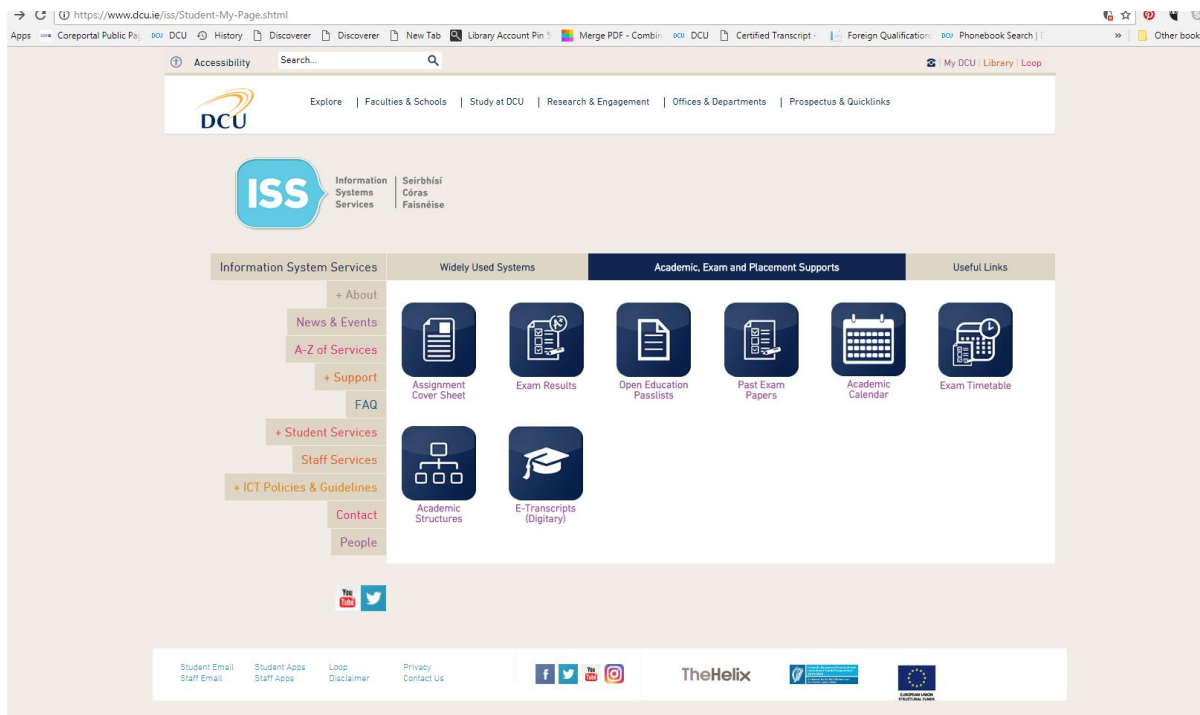 https://www.dcu.ie/iss/Student-My-Page.shtml
Apps Coreportal Public Pag DCU History Discoverer Discoverer New Tab Library Account Pin S Merge PDF - Combin DCU Certified Transcript - Foreign Qualification Phonebook Search | » Other book
Accessibility Search... My DCU | Library | Loop
DCU
Explore | Faculties & Schools | Study at DCU | Research & Engagement | Offices & Departments | Prospectus & Quicklinks
ISS
Information Seirbhísí
Systems Córas
Services Faisnéise
Information System Services Widely Used Systems Academic, Exam and Placement Supports Useful Links
+ About
News & Events
A-Z of Services
+ Support
FAQ
+ Student Services
Staff Services
+ ICT Policies & Guidelines
Contact
People
Assignment
Cover Sheet
Exam Results
Open Education
Passlists
Past Exam
Papers
Academic
Calendar
Exam Timetable
Academic
Structures
E-Transcripts
(Digitary)
You
Tube
Student Email Student Apps Loop Privacy
Staff Email Staff Apps Disclaimer Contact Us
You
Tube
TheHelix
EUROPEAN UNION
STRUCTURAL FUNDS